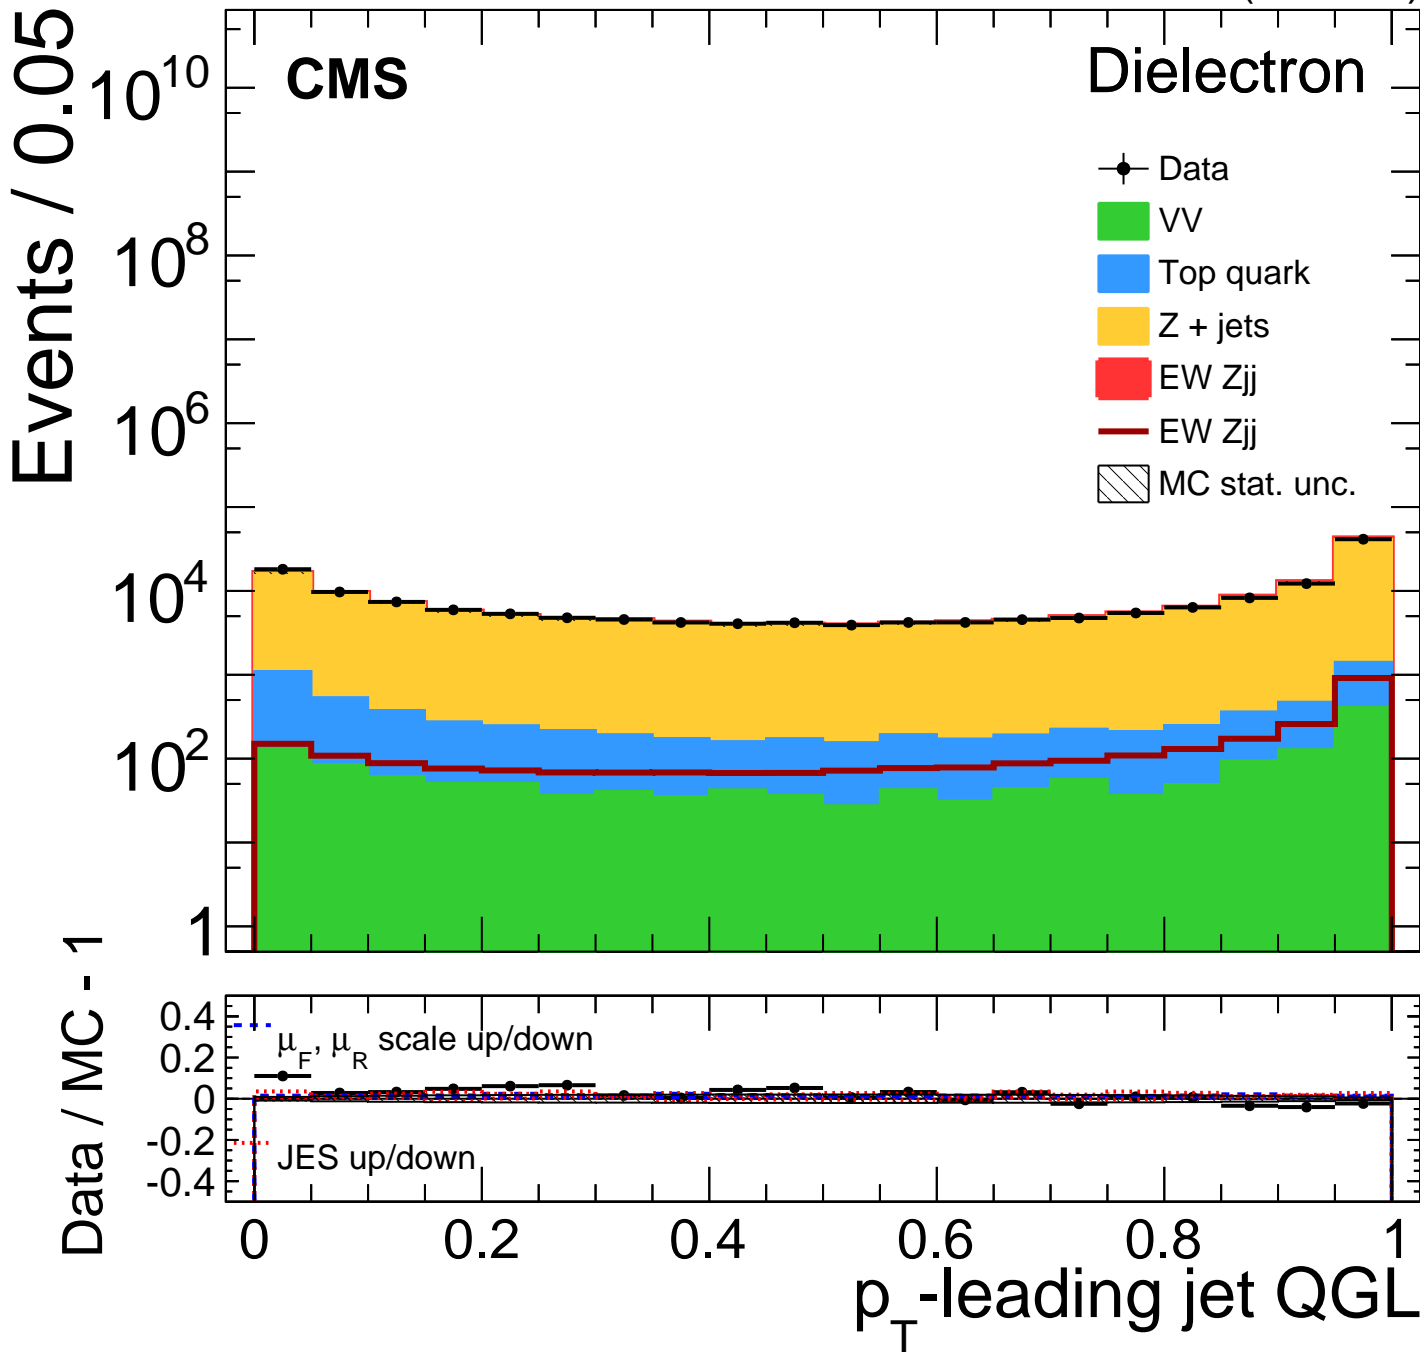 CMS
Dielectron
Events / 0.05
10^10
10^8
10^6
10^4
10^2
1
Data
VV
Top quark
Z + jets
EW Zjj
EW Zjj
MC stat. unc.
Data / MC - 1
0.4
0.2
0
-0.2
-0.4
μ_F, μ_R scale up/down
JES up/down
0 0.2 0.4 0.6 0.8 1
p_T-leading jet QGL